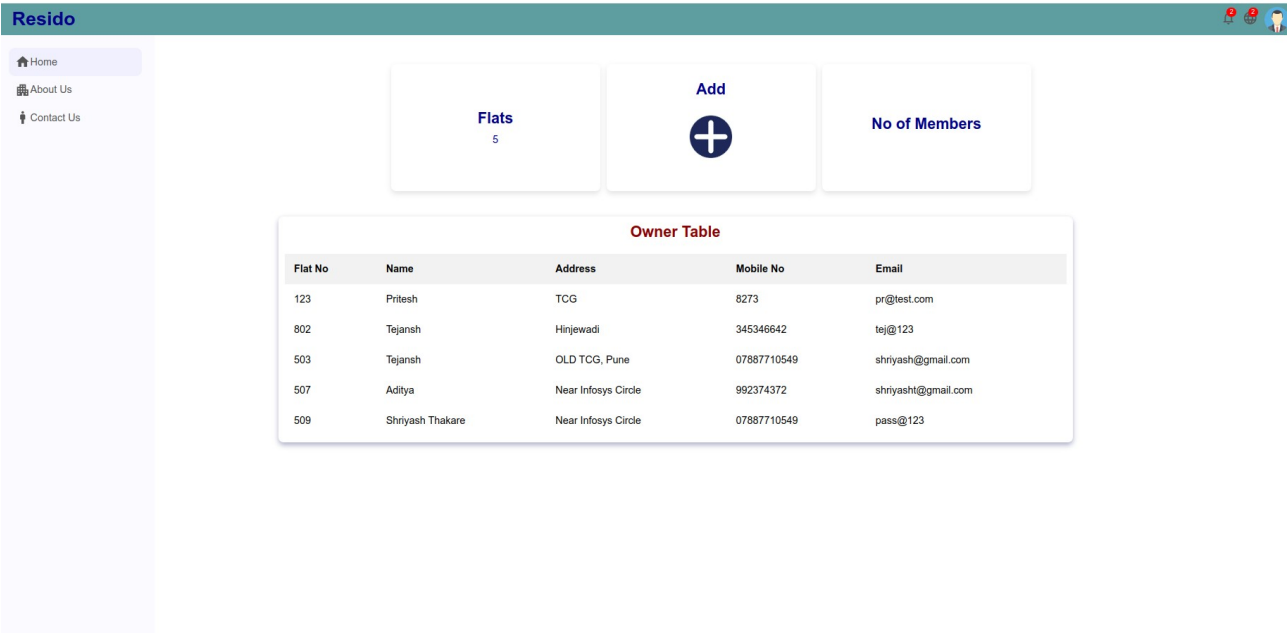 Resido
2 2
Home
About Us
Contact Us
Flats
5
Add
No of Members
Owner Table
Flat No Name Address Mobile No Email
123 Pritesh TCG 8273 pr@test.com
802 Tejansh Hinjewadi 345346642 tej@123
503 Tejansh OLD TCG, Pune 07887710549 shriyash@gmail.com
507 Aditya Near Infosys Circle 992374372 shriyasht@gmail.com
509 Shriyash Thakare Near Infosys Circle 07887710549 pass@123